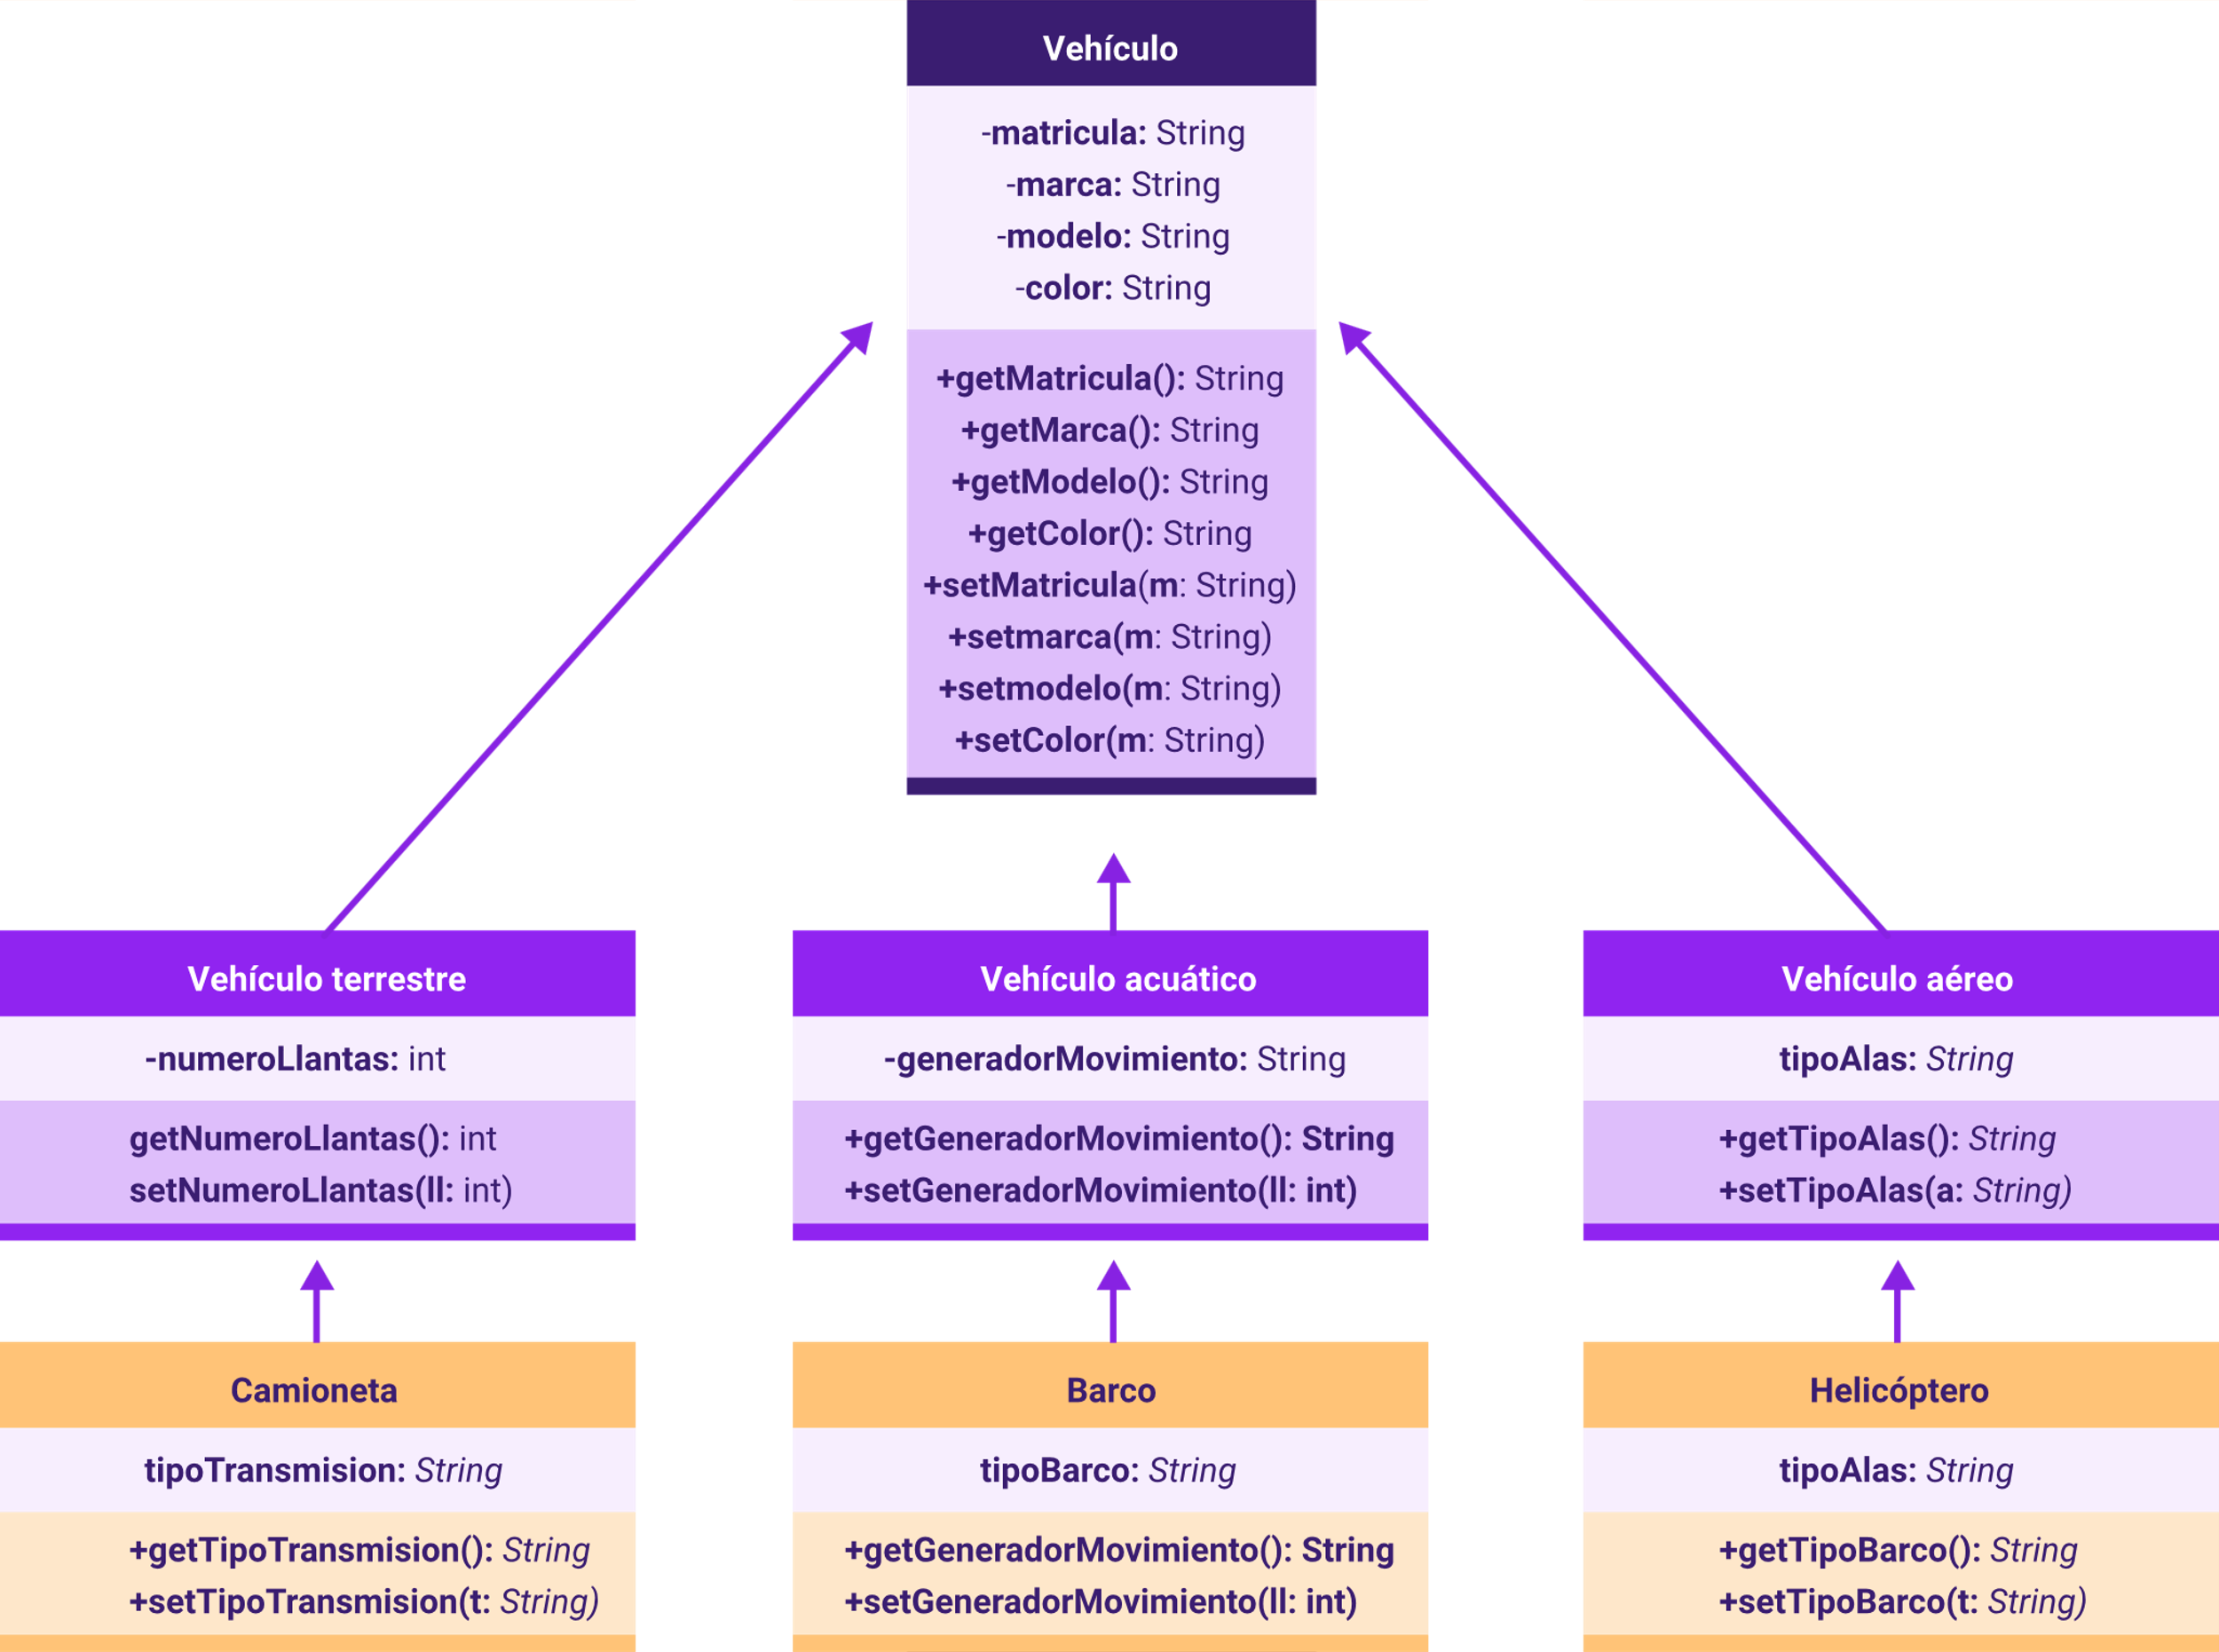 Vehículo
-matricula: String
-marca: String
-modelo: String
-color: String
+getMatricula(): String
+getMarca(): String
+getModelo(): String
+getColor(): String
+setMatricula(m: String)
+setmarca(m: String)
+setmodelo(m: String)
+setColor(m: String)
Vehículo terrestre
-numeroLlantas: int
getNumeroLlantas(): int
setNumeroLlantas(ll: int)
Vehículo acuático
-generadorMovimiento: String
+getGeneradorMovimiento(): String
+setGeneradorMovimiento(ll: int)
Vehículo aéreo
tipoAlas: String
+getTipoAlas(): String
+setTipoAlas(a: String)
Camioneta
tipoTransmision: String
+getTipoTransmision(): String
+setTipoTransmision(t: String)
Barco
tipoBarco: String
+getGeneradorMovimiento(): String
+setGeneradorMovimiento(ll: int)
Helicóptero
tipoAlas: String
+getTipoBarco(): String
+setTipoBarco(t: String)